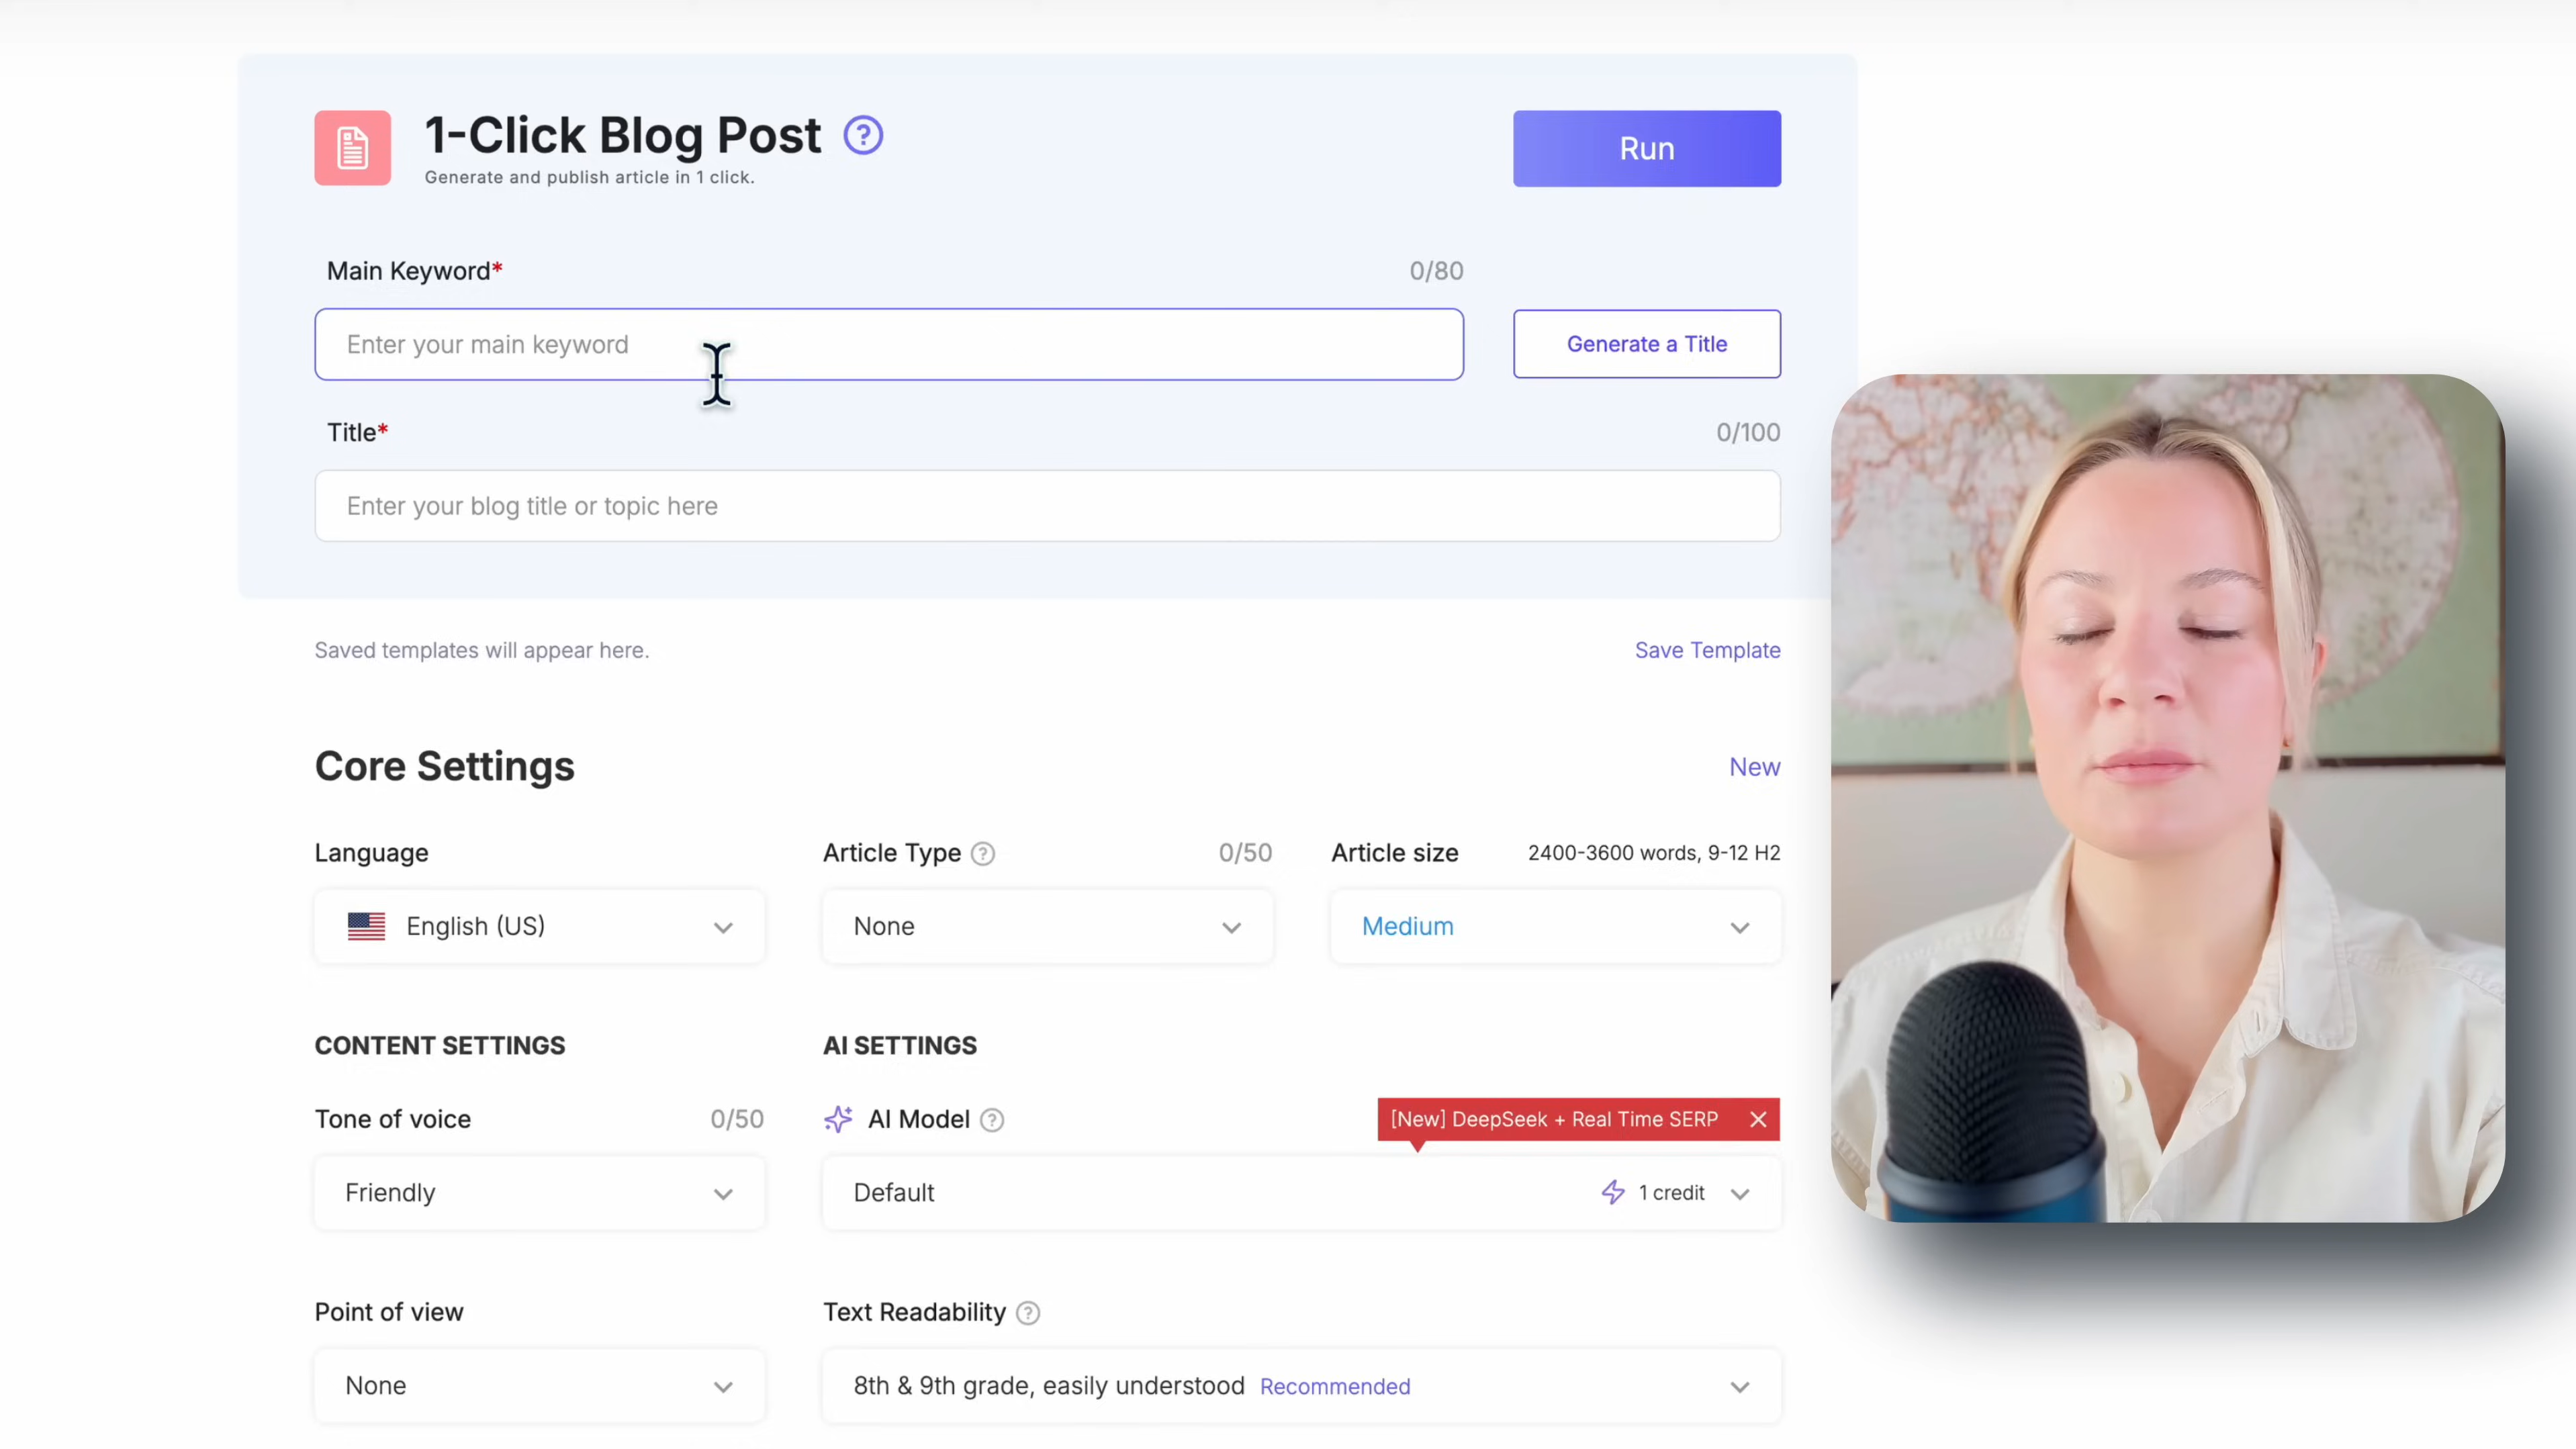 1-Click Blog Post
Generate and publish article in 1 click.
Run
Main Keyword*
0/80
Enter your main keyword
Generate a Title
Title*
0/100
Enter your blog title or topic here
Saved templates will appear here.
Save Template
Core Settings
New
Language
Article Type
0/50
Article size
2400-3600 words, 9-12 H2
English (US)
None
Medium
CONTENT SETTINGS
AI SETTINGS
Tone of voice
0/50
AI Model
[New] DeepSeek + Real Time SERP
Friendly
Default
1 credit
Point of view
Text Readability
None
8th & 9th grade, easily understood Recommended